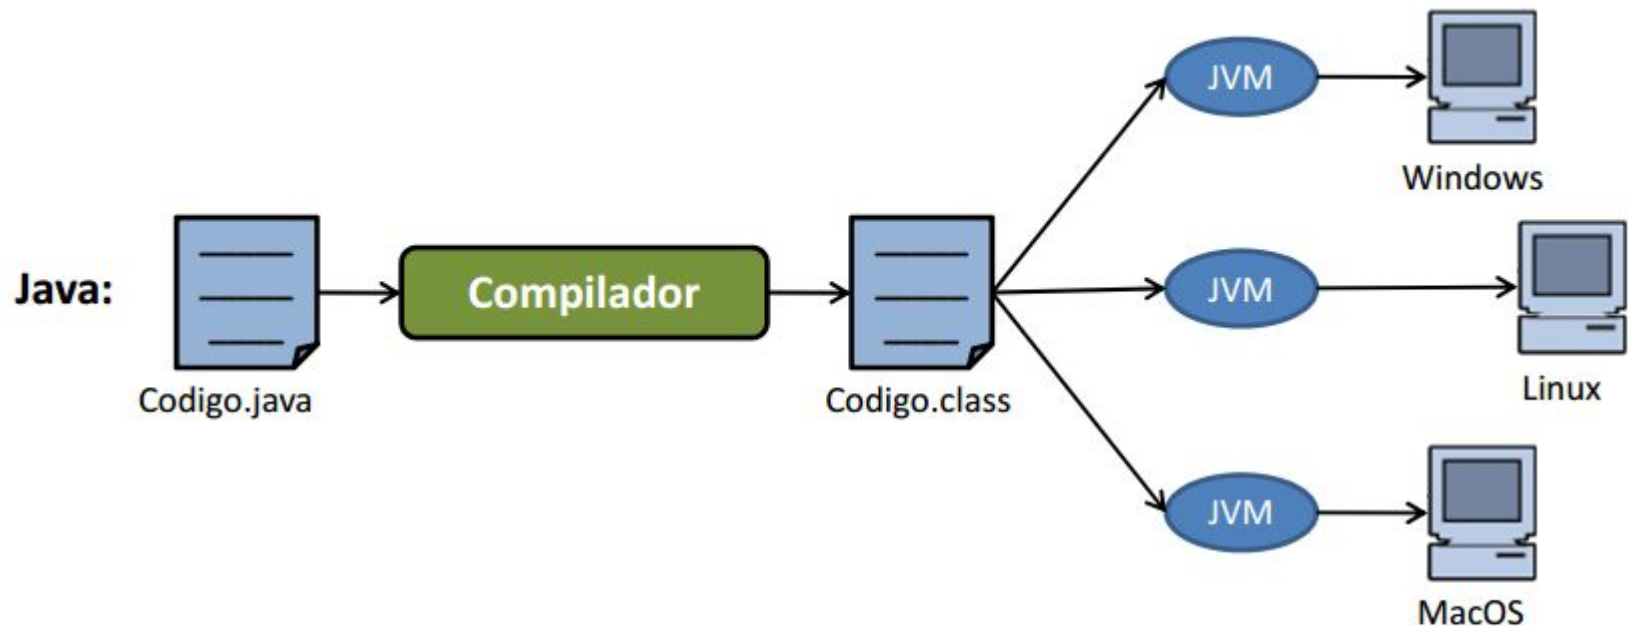 Java:
Codigo.java
Compilador
Codigo.class
JVM
Windows
JVM
Linux
JVM
MacOS